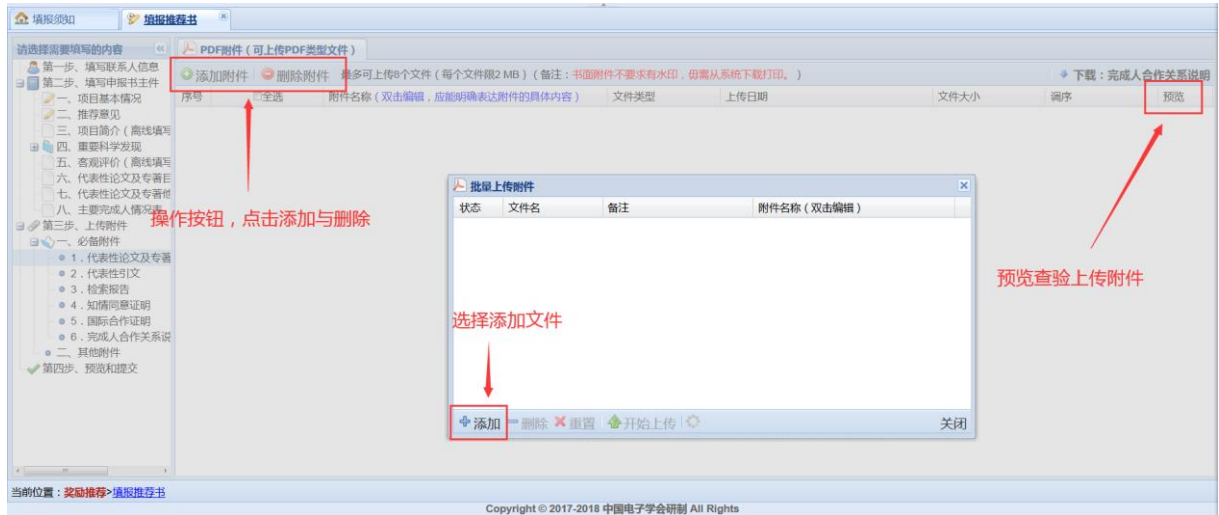 填报须知 填报推荐书
请选择需要填写的内容
PDF附件（可上传PDF类型文件）
第一步、填写联系人信息
第二步、填写申报书主件
添加附件 删除附件 最多可上传8个文件（每个文件限2 MB）（备注：书面附件不要求有水印，但需从系统下载打印。） 下载：完成人合作关系说明
序号 全选 附件名称（双击编辑，应能明确表达附件的具体内容） 文件类型 上传日期 文件大小 调序 预览
一、项目基本情况
二、推荐意见
三、项目简介（离线填写
四、重要科学发现
五、客观评价（离线填写
六、代表性论文及专著目
七、代表性论文及专著他
八、主要完成人情况表
第三步、上传附件
一、必备附件
1．代表性论文及专著
2．代表性引文
3．检索报告
4．知情同意证明
5．国际合作证明
6．完成人合作关系说
二、其他附件
第四步、预览和提交
操作按钮，点击添加与删除
批量上传附件
状态 文件名 备注 附件名称（双击编辑）
预览查验上传附件
选择添加文件
添加 删除 重置 开始上传 关闭
当前位置：奖励推荐>填报推荐书
Copyright © 2017-2018 中国电子学会研制 All Rights